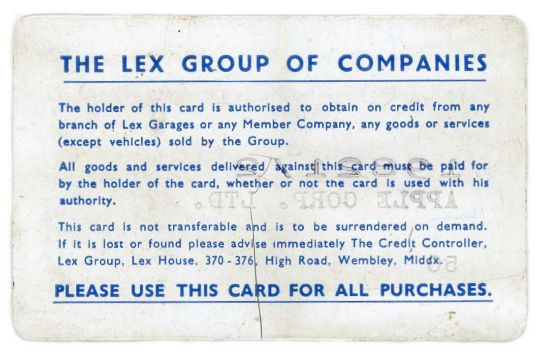 THE LEX GROUP OF COMPANIES
The holder of this card is authorised to obtain on credit from any
branch of Lex Garages or any Member Company, any goods or services
(except vehicles) sold by the Group.
All goods and services delivered against this card must be paid for
by the holder of the card, whether or not the card is used with his
authority.
APPLE CORP. LTD.
This card is not transferable and is to be surrendered on demand.
If it is lost or found please advise immediately The Credit Controller,
Lex Group, Lex House, 370 - 376, High Road, Wembley, Middx.
PLEASE USE THIS CARD FOR ALL PURCHASES.